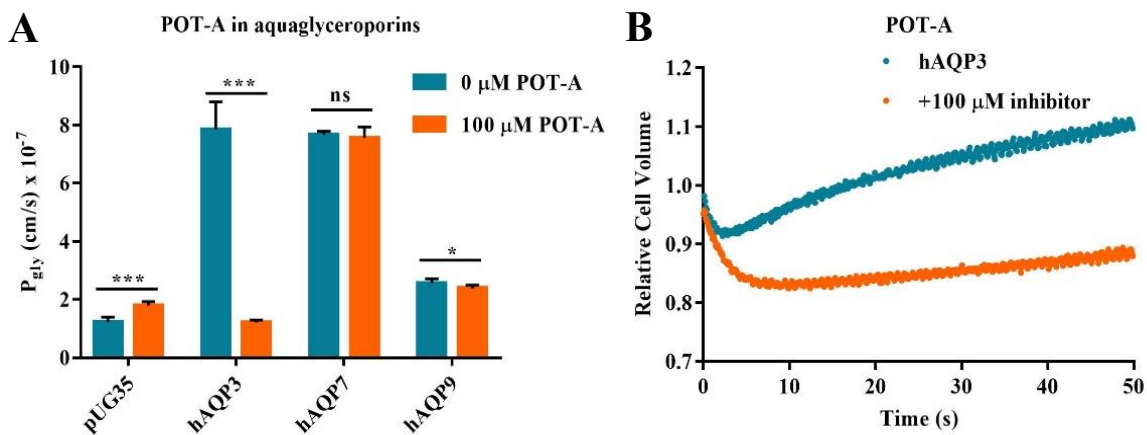 A
POT-A in aquaglyceroporins
P_gly (cm/s) x 10^-7
10
8
6
4
2
0
***
***
ns
*
0 μM POT-A
100 μM POT-A
pUG35
hAQP3
hAQP7
hAQP9
B
POT-A
hAQP3
+100 μM inhibitor
Relative Cell Volume
1.2
1.1
1.0
0.9
0.8
0.7
0
10
20
30
40
50
Time (s)